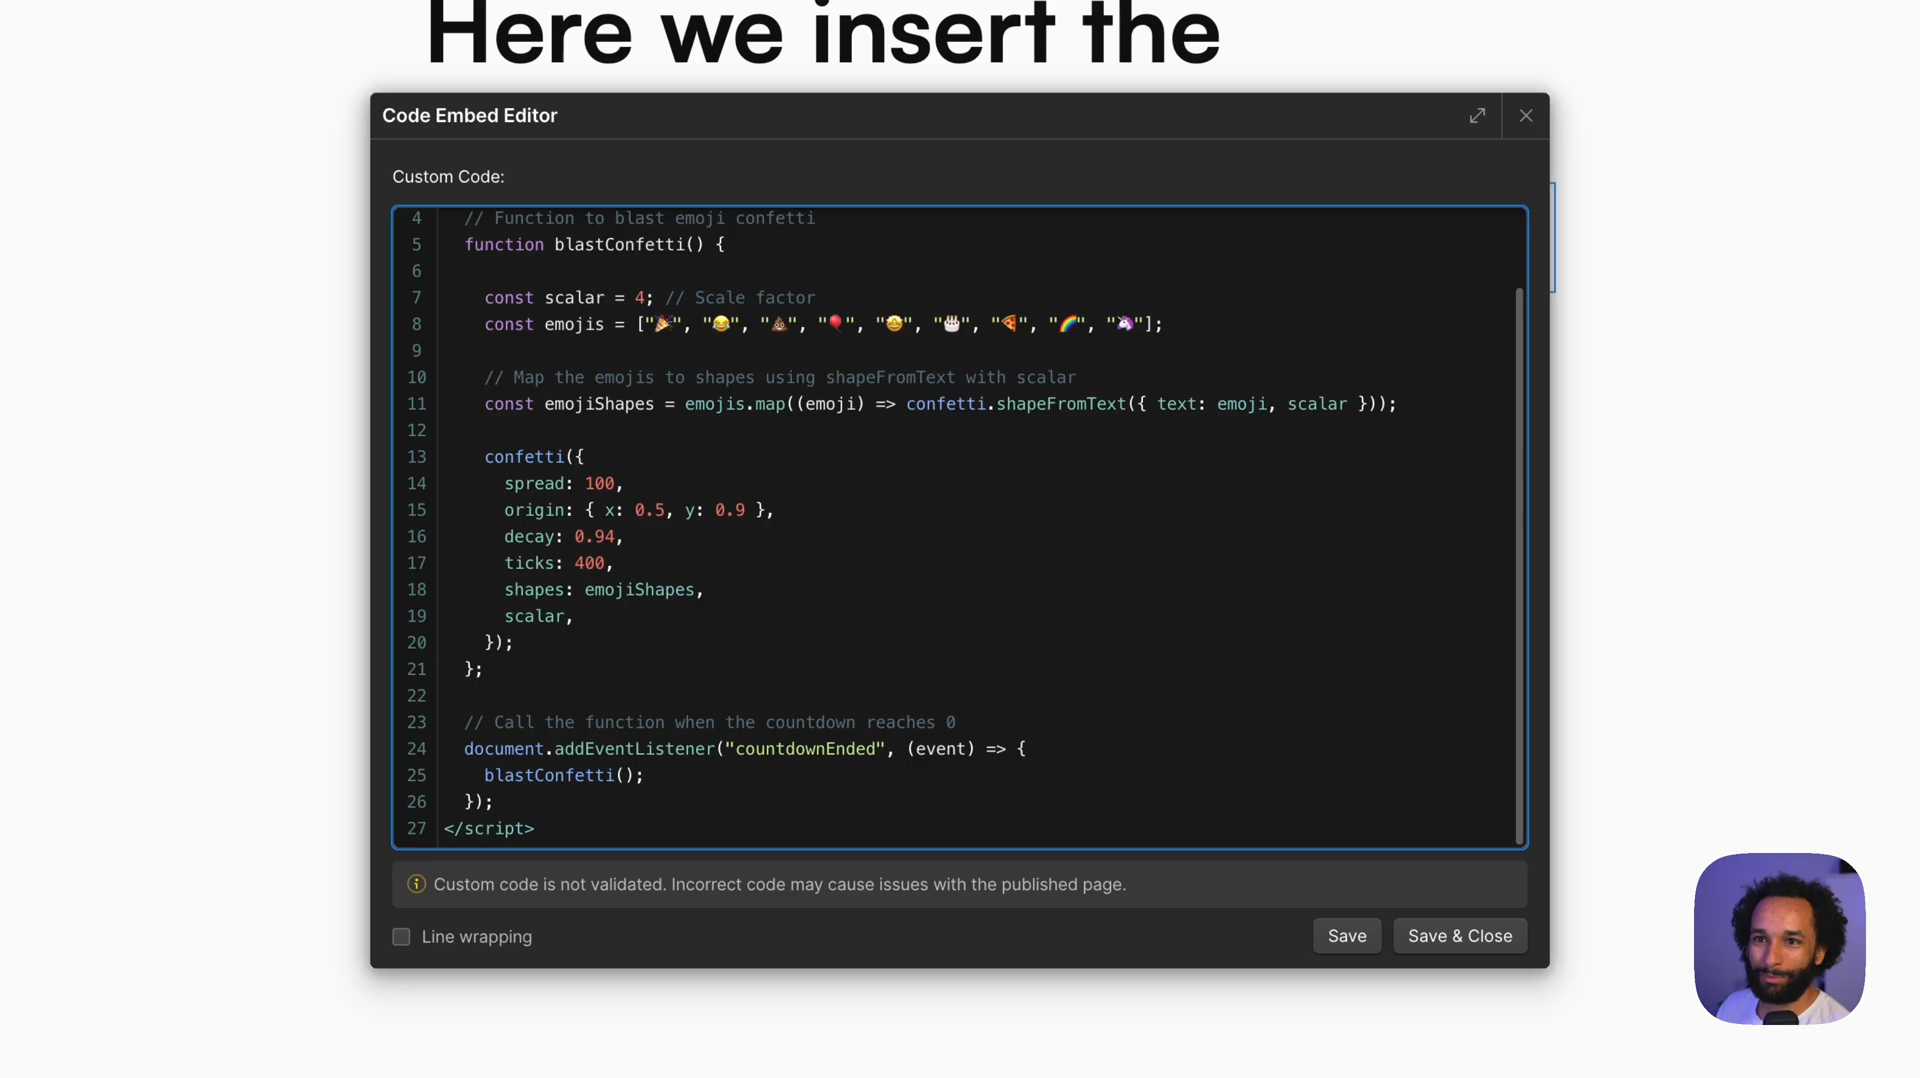 Here we insert the
Code Embed Editor
Custom Code:
4 // Function to blast emoji confetti
5 function blastConfetti() {
6
7 const scalar = 4; // Scale factor
8 const emojis = ["🎉", "😂", "💩", "🎈", "🤩", "🎂", "🍕", "🌈", "🦄"];
9
10 // Map the emojis to shapes using shapeFromText with scalar
11 const emojiShapes = emojis.map((emoji) => confetti.shapeFromText({ text: emoji, scalar }));
12
13 confetti({
14 spread: 100,
15 origin: { x: 0.5, y: 0.9 },
16 decay: 0.94,
17 ticks: 400,
18 shapes: emojiShapes,
19 scalar,
20 });
21 };
22
23 // Call the function when the countdown reaches 0
24 document.addEventListener("countdownEnded", (event) => {
25 blastConfetti();
26 });
27 </script>
Custom code is not validated. Incorrect code may cause issues with the published page.
Line wrapping
Save
Save & Close